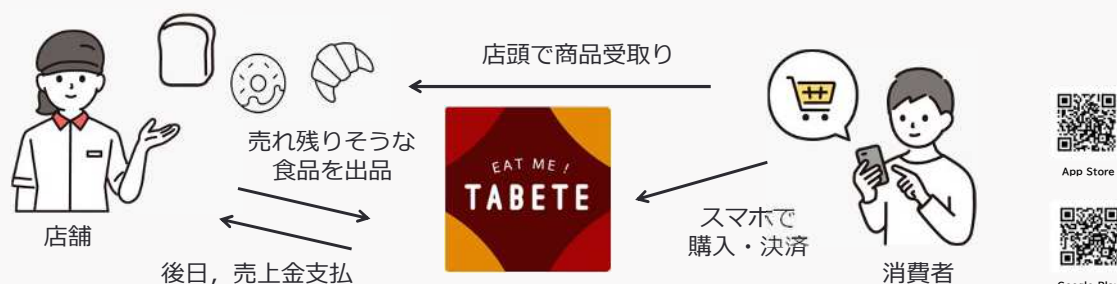 店頭で商品受取り
売れ残りそうな
食品を出品
EAT ME !
TABETE
スマホで
購入・決済
店舗
後日，売上金支払
消費者
App Store
Google Play